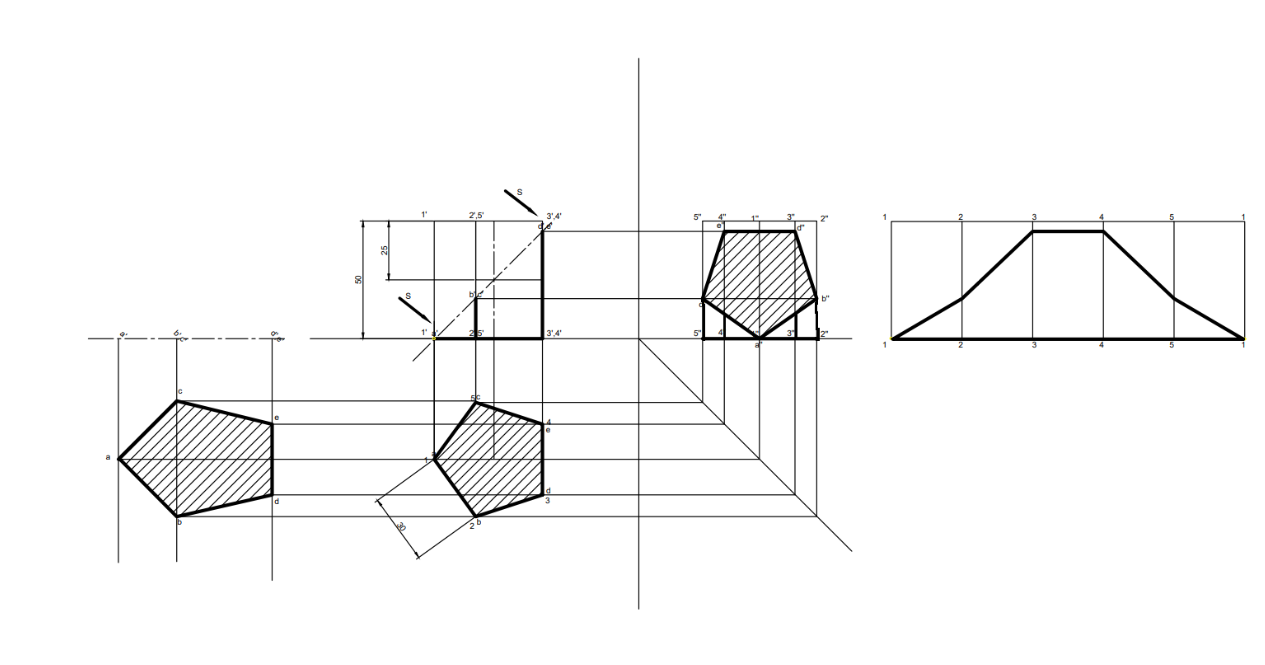 S
1' 2',5' 3',4'
5" 4" 1" 3" 2"
1 2 3 4 5 1
d' e'
e" d"
25
50
S
b' c'
b"
1' a' 2' 5' 3',4'
5" 4 3" 2"
a"
1 2 3 4 5 1
c
5 c
e
4
e
a
1
d
d
3
b
2 b
30